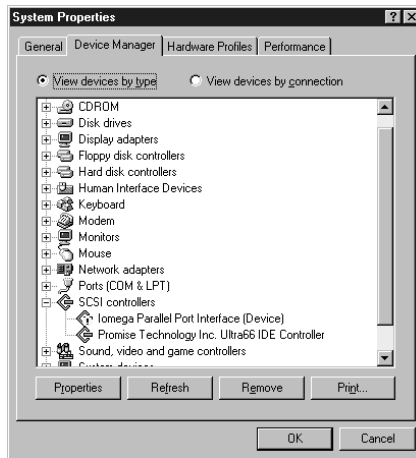 System Properties
General Device Manager Hardware Profiles Performance
View devices by type View devices by connection
CDROM
Disk drives
Display adapters
Floppy disk controllers
Hard disk controllers
Human Interface Devices
Keyboard
Modem
Monitors
Mouse
Network adapters
Ports (COM & LPT)
SCSI controllers
Iomega Parallel Port Interface (Device)
Promise Technology Inc. Ultra66 IDE Controller
Sound, video and game controllers
System devices
Properties Refresh Remove Print...
OK Cancel